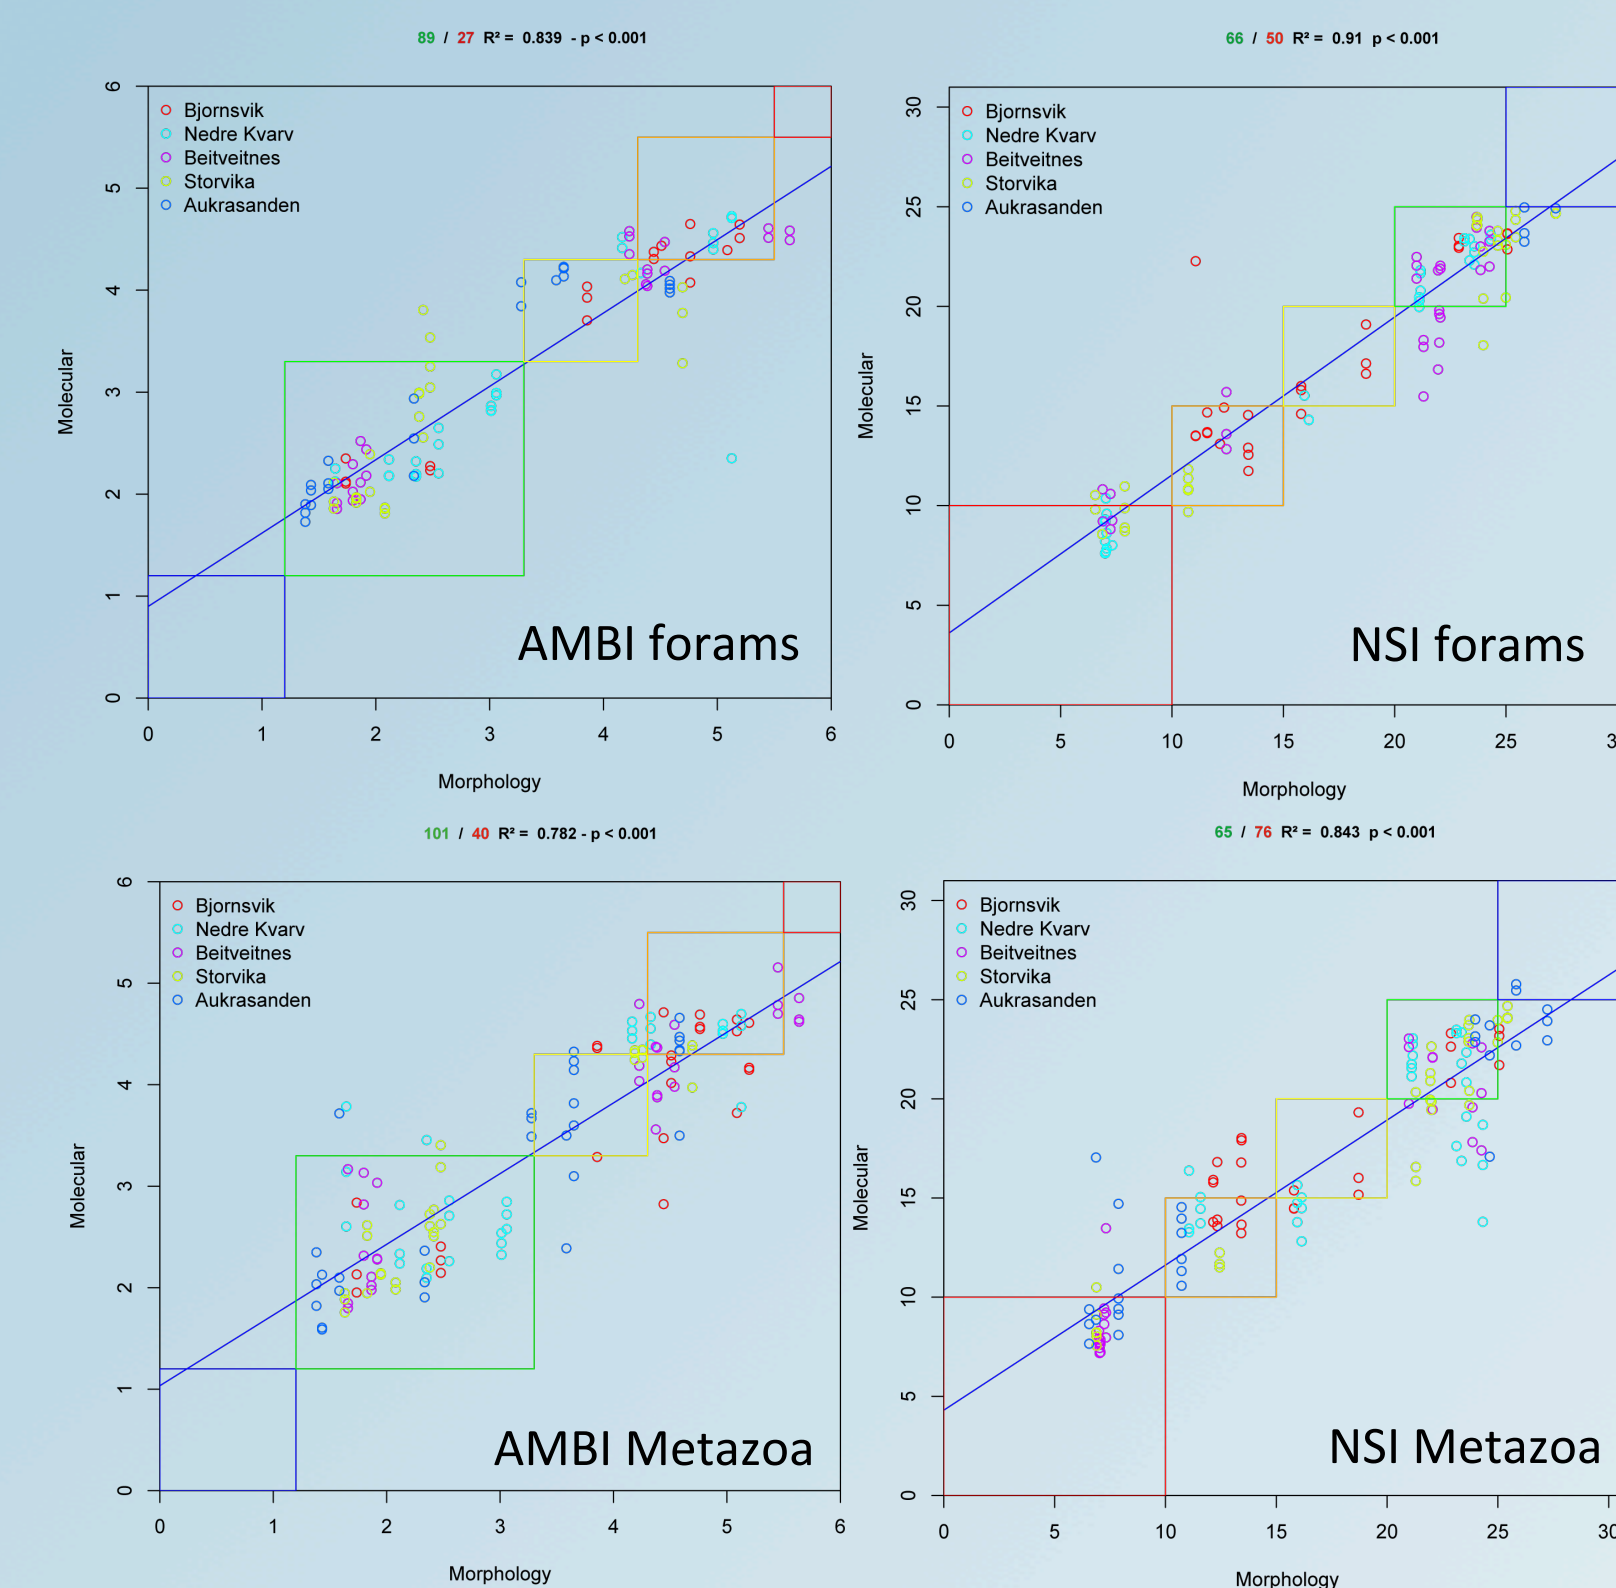 89 / 27 R² = 0.839 - p < 0.001
6
5
4
3
2
1
0
Molecular
Bjornsvik
Nedre Kvarv
Beitveitnes
Storvika
Aukrasanden
AMBI forams
0 1 2 3 4 5 6
Morphology
66 / 50 R² = 0.91 p < 0.001
30
25
20
15
10
5
0
Molecular
Bjornsvik
Nedre Kvarv
Beitveitnes
Storvika
Aukrasanden
NSI forams
0 5 10 15 20 25 3
Morphology
101 / 40 R² = 0.782 - p < 0.001
6
5
4
3
2
1
0
Molecular
Bjornsvik
Nedre Kvarv
Beitveitnes
Storvika
Aukrasanden
AMBI Metazoa
0 1 2 3 4 5 6
Morphology
65 / 76 R² = 0.843 p < 0.001
30
25
20
15
10
5
0
Molecular
Bjornsvik
Nedre Kvarv
Beitveitnes
Storvika
Aukrasanden
NSI Metazoa
0 5 10 15 20 25 30
Morphology